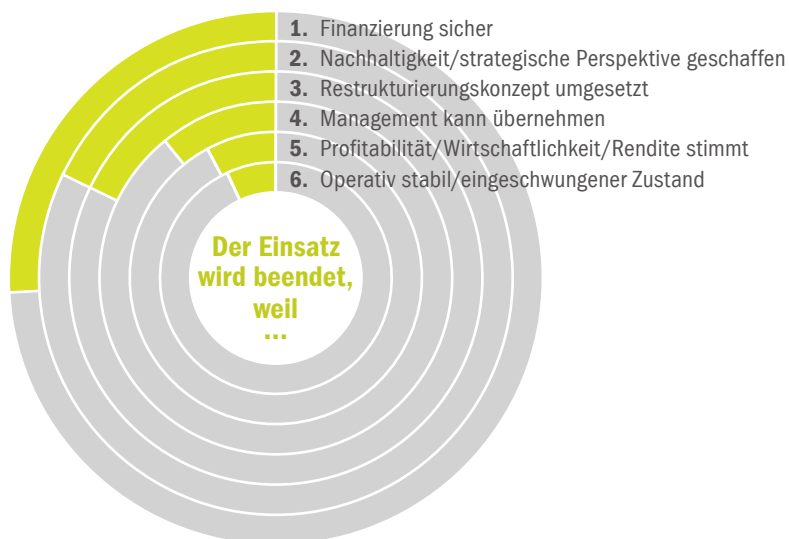 1. Finanzierung sicher
2. Nachhaltigkeit/strategische Perspektive geschaffen
3. Restrukturierungskonzept umgesetzt
4. Management kann übernehmen
5. Profitabilität/Wirtschaftlichkeit/Rendite stimmt
6. Operativ stabil/eingeschwungener Zustand
Der Einsatz
wird beendet,
weil
...